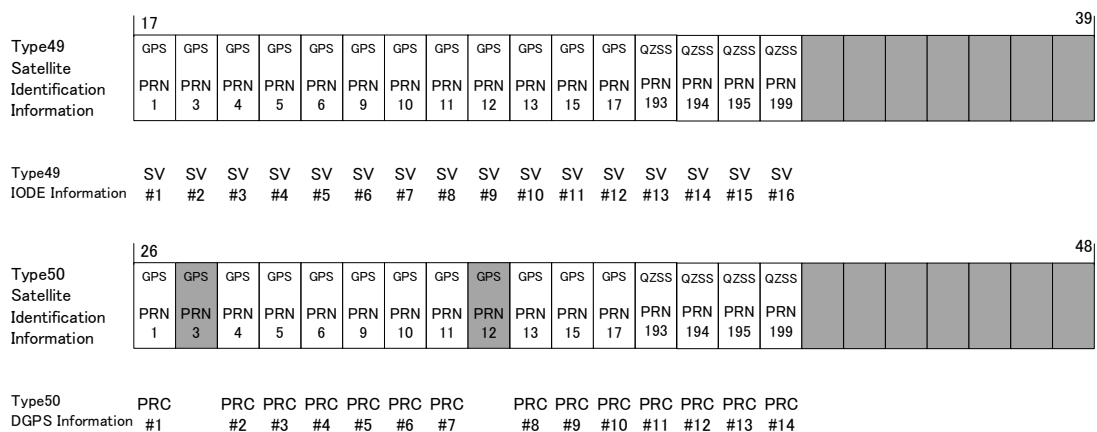 17 39
Type49 Satellite Identification Information
GPS GPS GPS GPS GPS GPS GPS GPS GPS GPS GPS GPS QZSS QZSS QZSS QZSS
PRN PRN PRN PRN PRN PRN PRN PRN PRN PRN PRN PRN PRN PRN PRN PRN
1 3 4 5 6 9 10 11 12 13 15 17 193 194 195 199
Type49 IODE Information
SV SV SV SV SV SV SV SV SV SV SV SV SV SV SV SV
#1 #2 #3 #4 #5 #6 #7 #8 #9 #10 #11 #12 #13 #14 #15 #16
26 48
Type50 Satellite Identification Information
GPS GPS GPS GPS GPS GPS GPS GPS GPS GPS GPS GPS QZSS QZSS QZSS QZSS
PRN PRN PRN PRN PRN PRN PRN PRN PRN PRN PRN PRN PRN PRN PRN PRN
1 3 4 5 6 9 10 11 12 13 15 17 193 194 195 199
Type50 DGPS Information
PRC PRC PRC PRC PRC PRC PRC PRC PRC PRC PRC PRC PRC PRC
#1 #2 #3 #4 #5 #6 #7 #8 #9 #10 #11 #12 #13 #14